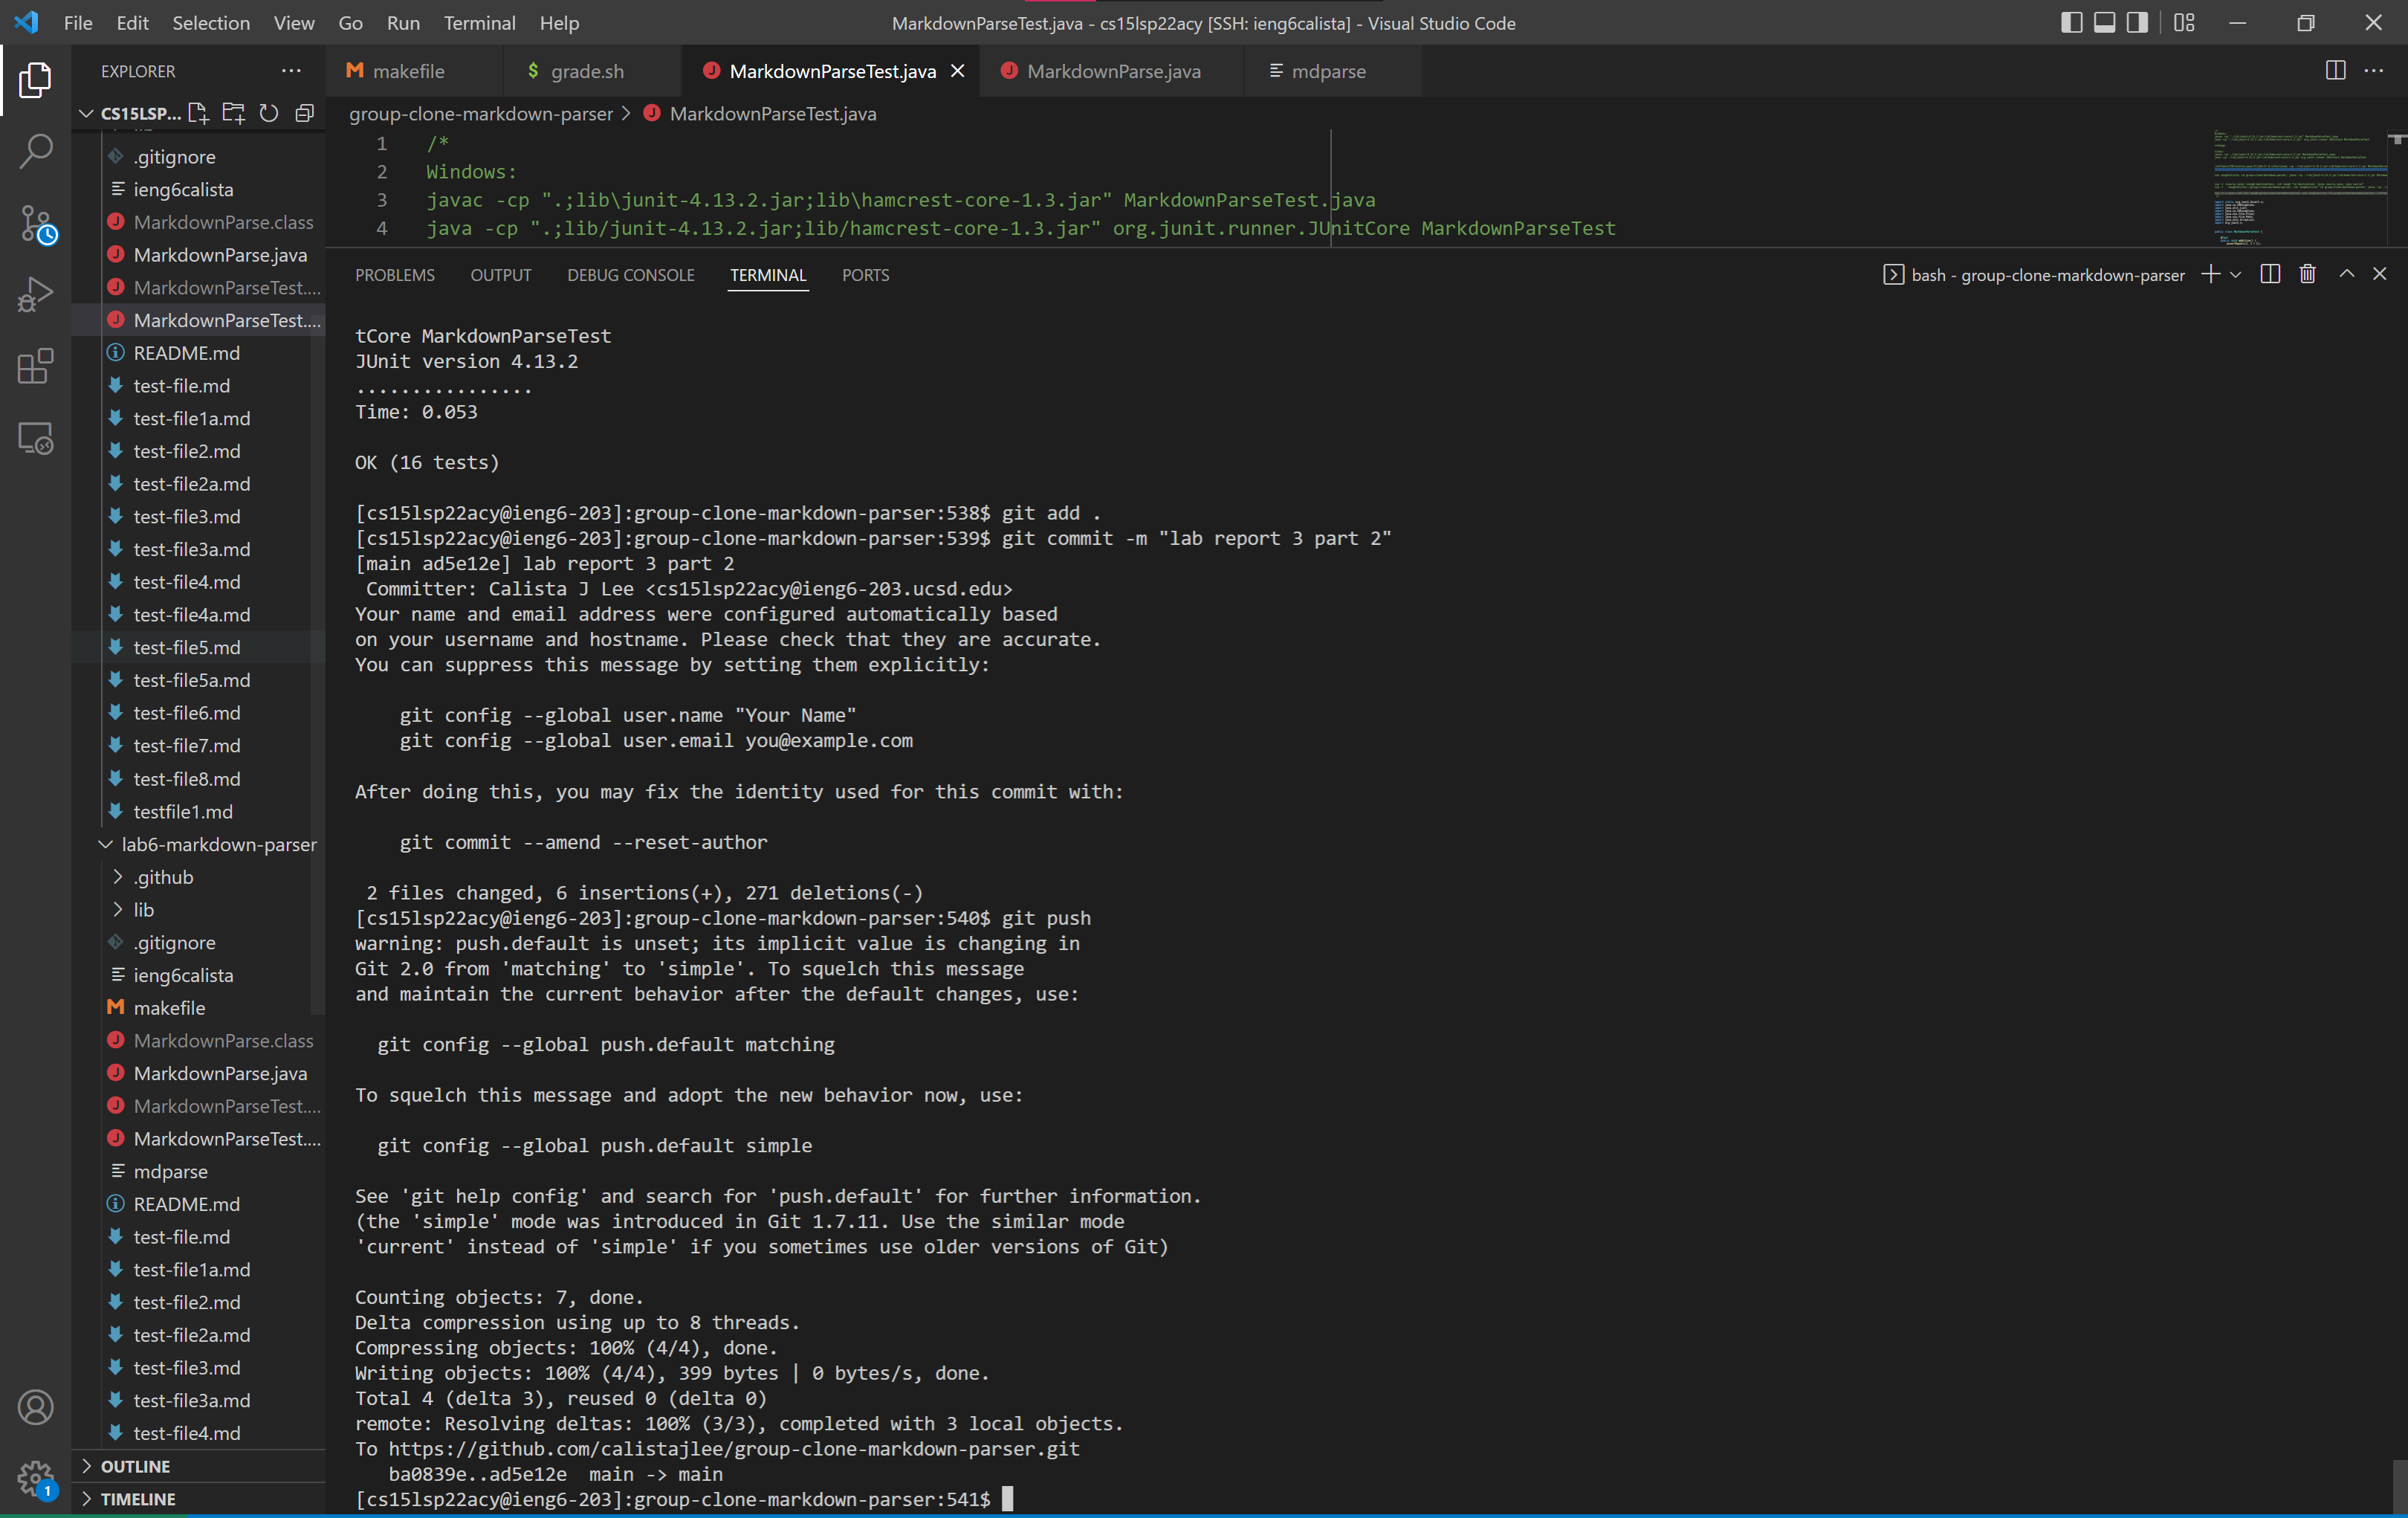 File Edit Selection View Go Run Terminal Help
MarkdownParseTest.java - cs15lsp22acy [SSH: ieng6calista] - Visual Studio Code
EXPLORER
CS15LSP...
.gitignore
ieng6calista
MarkdownParse.class
MarkdownParse.java
MarkdownParseTest....
MarkdownParseTest....
README.md
test-file.md
test-file1a.md
test-file2.md
test-file2a.md
test-file3.md
test-file3a.md
test-file4.md
test-file4a.md
test-file5.md
test-file5a.md
test-file6.md
test-file7.md
test-file8.md
testfile1.md
lab6-markdown-parser
.github
lib
.gitignore
ieng6calista
makefile
MarkdownParse.class
MarkdownParse.java
MarkdownParseTest....
MarkdownParseTest....
mdparse
README.md
test-file.md
test-file1a.md
test-file2.md
test-file2a.md
test-file3.md
test-file3a.md
test-file4.md
OUTLINE
TIMELINE
1
makefile grade.sh MarkdownParseTest.java MarkdownParse.java mdparse
group-clone-markdown-parser > MarkdownParseTest.java
1 /*
2 Windows:
3 javac -cp ".;lib\junit-4.13.2.jar;lib\hamcrest-core-1.3.jar" MarkdownParseTest.java
4 java -cp ".;lib/junit-4.13.2.jar;lib/hamcrest-core-1.3.jar" org.junit.runner.JUnitCore MarkdownParseTest
PROBLEMS OUTPUT DEBUG CONSOLE TERMINAL PORTS
bash - group-clone-markdown-parser
tCore MarkdownParseTest
JUnit version 4.13.2
................
Time: 0.053
OK (16 tests)
[cs15lsp22acy@ieng6-203]:group-clone-markdown-parser:538$ git add .
[cs15lsp22acy@ieng6-203]:group-clone-markdown-parser:539$ git commit -m "lab report 3 part 2"
[main ad5e12e] lab report 3 part 2
Committer: Calista J Lee <cs15lsp22acy@ieng6-203.ucsd.edu>
Your name and email address were configured automatically based
on your username and hostname. Please check that they are accurate.
You can suppress this message by setting them explicitly:
git config --global user.name "Your Name"
git config --global user.email you@example.com
After doing this, you may fix the identity used for this commit with:
git commit --amend --reset-author
2 files changed, 6 insertions(+), 271 deletions(-)
[cs15lsp22acy@ieng6-203]:group-clone-markdown-parser:540$ git push
warning: push.default is unset; its implicit value is changing in
Git 2.0 from 'matching' to 'simple'. To squelch this message
and maintain the current behavior after the default changes, use:
git config --global push.default matching
To squelch this message and adopt the new behavior now, use:
git config --global push.default simple
See 'git help config' and search for 'push.default' for further information.
(the 'simple' mode was introduced in Git 1.7.11. Use the similar mode
'current' instead of 'simple' if you sometimes use older versions of Git)
Counting objects: 7, done.
Delta compression using up to 8 threads.
Compressing objects: 100% (4/4), done.
Writing objects: 100% (4/4), 399 bytes | 0 bytes/s, done.
Total 4 (delta 3), reused 0 (delta 0)
remote: Resolving deltas: 100% (3/3), completed with 3 local objects.
To https://github.com/calistajlee/group-clone-markdown-parser.git
ba0839e..ad5e12e main -> main
[cs15lsp22acy@ieng6-203]:group-clone-markdown-parser:541$